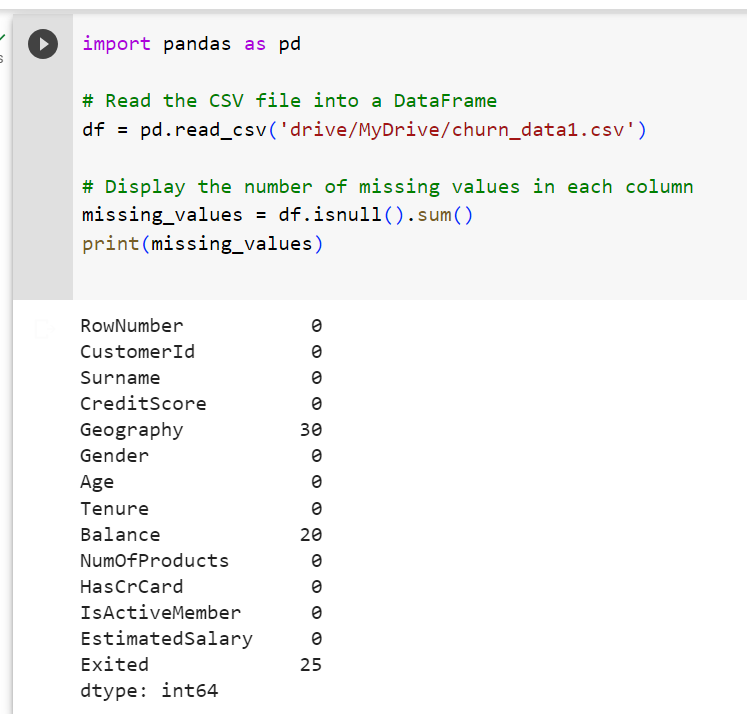 import pandas as pd
# Read the CSV file into a DataFrame
df = pd.read_csv('drive/MyDrive/churn_data1.csv')
# Display the number of missing values in each column
missing_values = df.isnull().sum()
print(missing_values)
RowNumber 0
CustomerId 0
Surname 0
CreditScore 0
Geography 30
Gender 0
Age 0
Tenure 0
Balance 20
NumOfProducts 0
HasCrCard 0
IsActiveMember 0
EstimatedSalary 0
Exited 25
dtype: int64